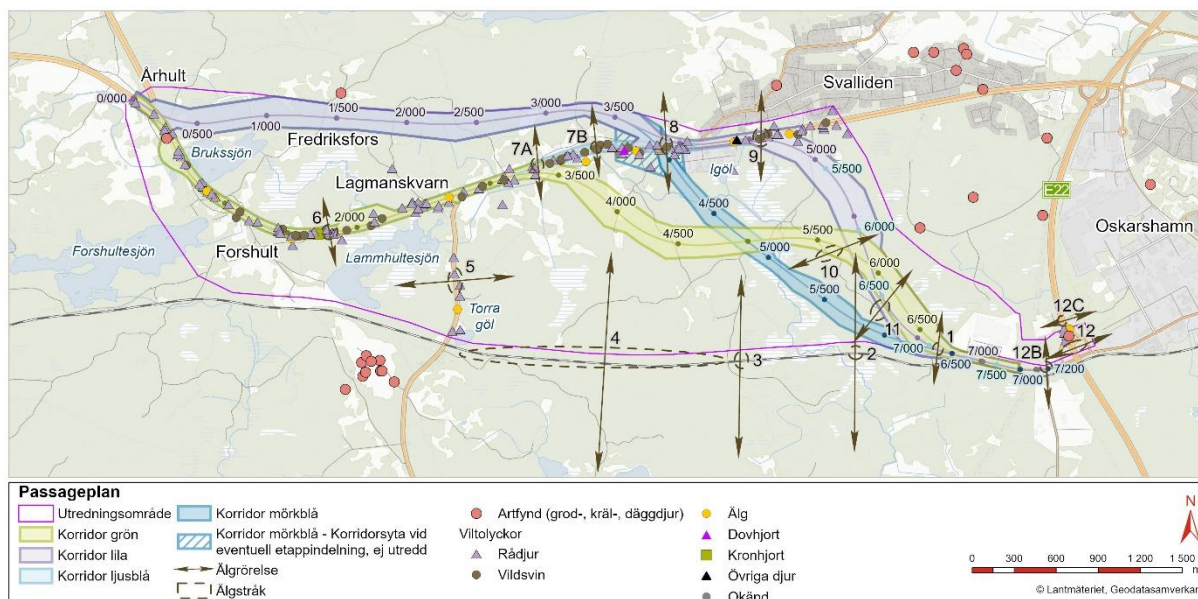 Århult
Svalliden
0/000
0/500
1/000
1/500
2/000
2/500
3/000
3/500
Fredriksfors
Brukssjön
7A
7B
8
9
Igöl
5/000
5/500
6/000
6/500
E22
Oskarshamn
Lagmanskvarn
6
2/000
3/500
4/000
4/500
5/500
4/500
5/000
5/500
10
6/000
6/500
11
7/000
Forshultesjön
Forshult
Lammhultesjön
5
Torra
göl
4
3
2
1
6/500
7/000
7/500
7/000
7/200
12B
12C
12
Passageplan
Utredningsområde
Korridor grön
Korridor lila
Korridor ljusblå
Korridor mörkblå
Korridor mörkblå - Korridorsyta vid
eventuell etappindelning, ej utredd
Älgrörelse
Älgstråk
Artfynd (grod-, kräl-, däggdjur)
Viltolyckor
Rådjur
Vildsvin
Älg
Dovhjort
Kronhjort
Övriga djur
Okänd
N
0 300 600 900 1 200 1 500
m
© Lantmäteriet, Geodatasamverkan